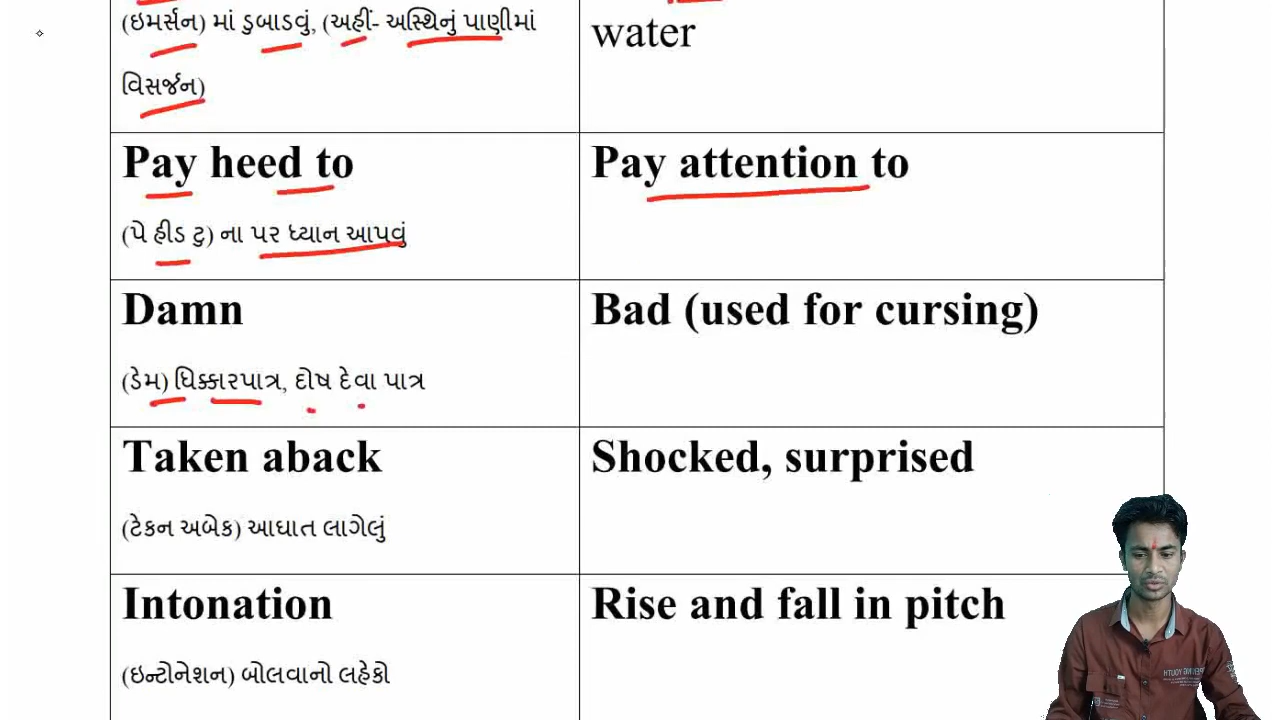 (ઇમર્સન) માં ડુબાડવું, (અહીં- અસ્થિનું પાણીમાં
વિસર્જન)
water
Pay heed to
(પે હીડ ટુ) ના પર ધ્યાન આપવું
Pay attention to
Damn
(ડેમ) ધિક્કારપાત્ર, દોષ દેવા પાત્ર
Bad (used for cursing)
Taken aback
(ટેકન અબેક) આઘાત લાગેલું
Shocked, surprised
Intonation
(ઇન્ટોનેશન) બોલવાનો લહેકો
Rise and fall in pitch